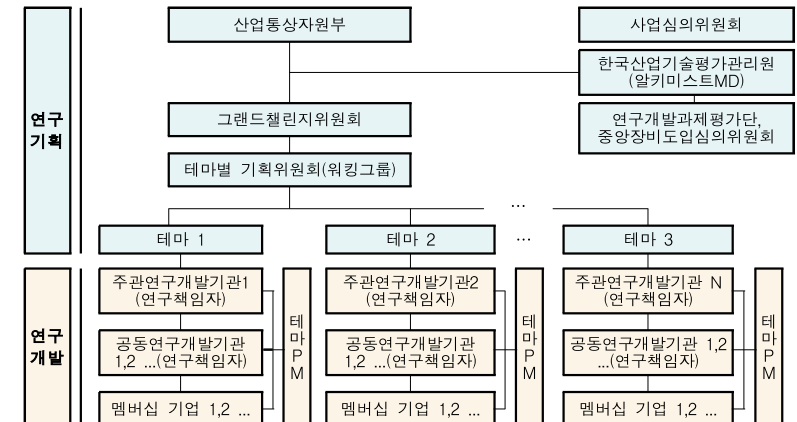 산업통상자원부
사업심의위원회
한국산업기술평가관리원
(알키미스트MD)
연구
기획
그랜드챌린지위원회
연구개발과제평가단,
중앙장비도입심의위원회
테마별 기획위원회(워킹그룹)
...
테마 1
테마 2
...
테마 3
연구
개발
주관연구개발기관1
(연구책임자)
공동연구개발기관
1,2 ...(연구책임자)
멤버십 기업 1,2 ...
테
마
P
M
주관연구개발기관2
(연구책임자)
공동연구개발기관
1,2 ...(연구책임자)
멤버십 기업 1,2 ...
테
마
P
M
주관연구개발기관 N
(연구책임자)
공동연구개발기관 1,2
...(연구책임자)
멤버십 기업 1,2 ...
테
마
P
M